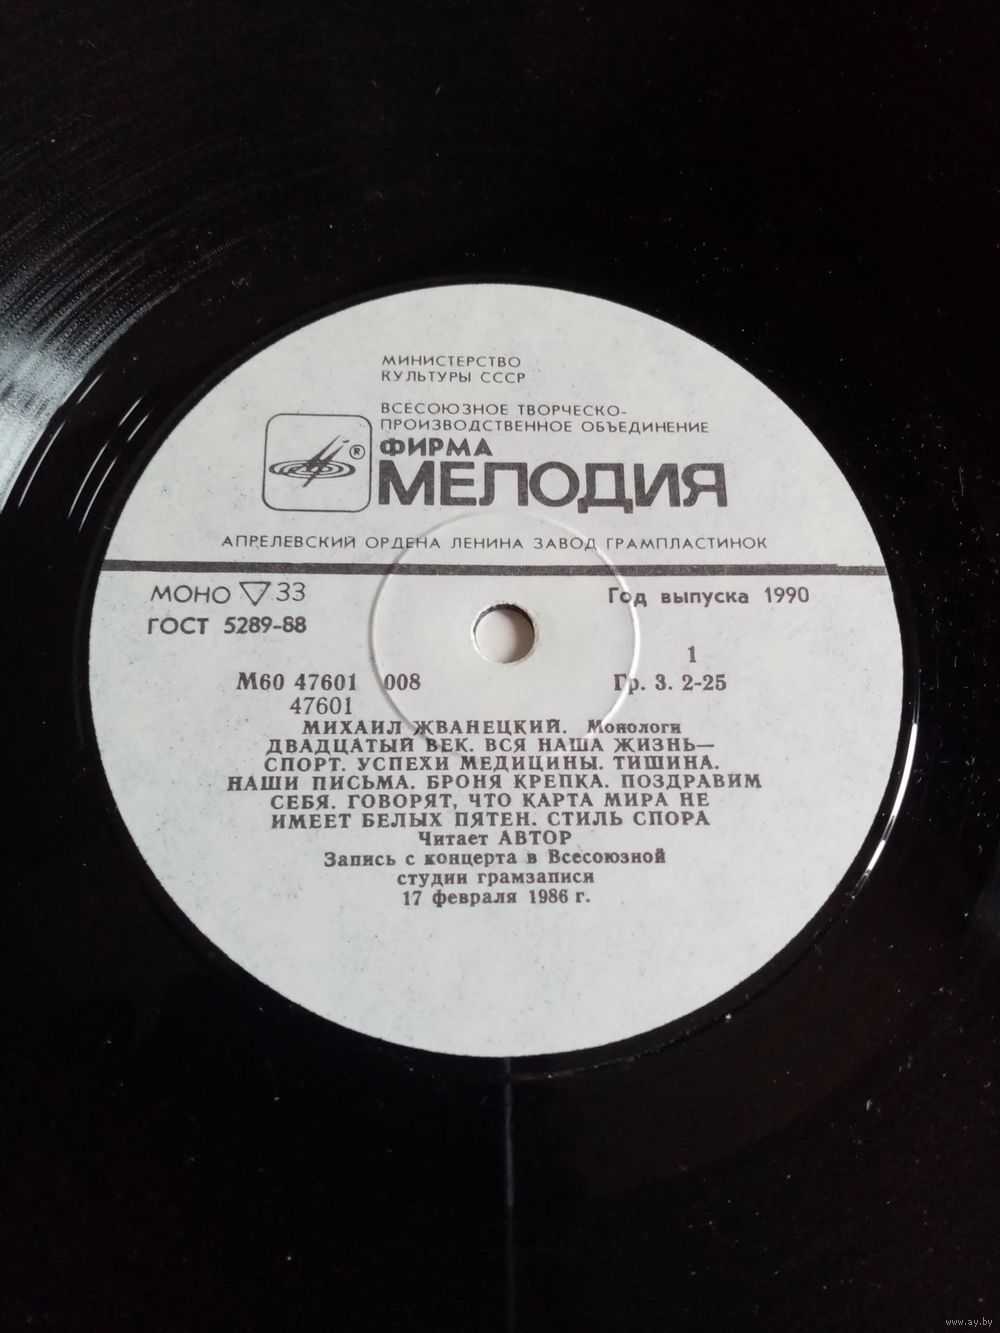 МИНИСТЕРСТВО
КУЛЬТУРЫ СССР
ВСЕСОЮЗНОЕ ТВОРЧЕСКО-
ПРОИЗВОДСТВЕННОЕ ОБЪЕДИНЕНИЕ
ФИРМА
®
МЕЛОДИЯ
АПРЕЛЕВСКИЙ ОРДЕНА ЛЕНИНА ЗАВОД ГРАМПЛАСТИНОК
МОНО ▽ 33
Год выпуска 1990
ГОСТ 5289-88
1
М60 47601 008
Гр. 3. 2-25
47601
МИХАИЛ ЖВАНЕЦКИЙ. Монологи
ДВАДЦАТЫЙ ВЕК. ВСЯ НАША ЖИЗНЬ—
СПОРТ. УСПЕХИ МЕДИЦИНЫ. ТИШИНА.
НАШИ ПИСЬМА. БРОНЯ КРЕПКА. ПОЗДРАВИМ
СЕБЯ. ГОВОРЯТ, ЧТО КАРТА МИРА НЕ
ИМЕЕТ БЕЛЫХ ПЯТЕН. СТИЛЬ СПОРА
Читает АВТОР
Запись с концерта в Всесоюзной
студии грамзаписи
17 февраля 1986 г.
www.ay.by